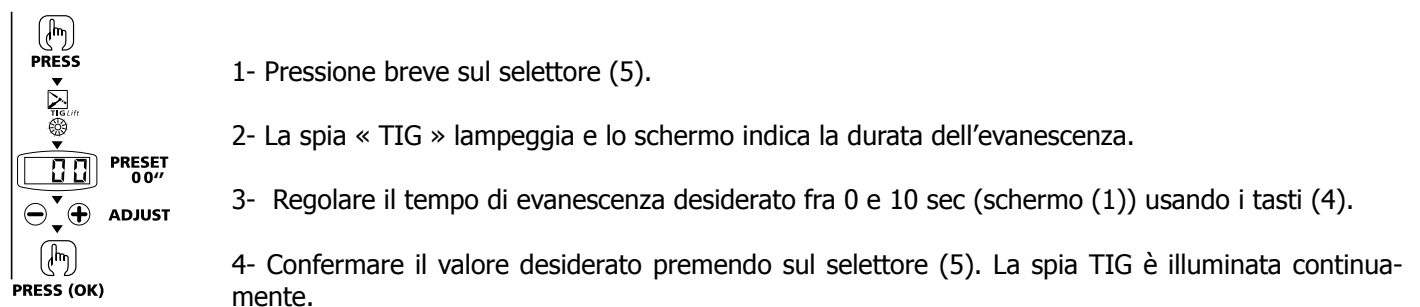 PRESS
TIG Lift
00
PRESET
00"
ADJUST
PRESS (OK)
1- Pressione breve sul selettore (5).
2- La spia « TIG » lampeggia e lo schermo indica la durata dell’evanescenza.
3- Regolare il tempo di evanescenza desiderato fra 0 e 10 sec (schermo (1)) usando i tasti (4).
4- Confermare il valore desiderato premendo sul selettore (5). La spia TIG è illuminata continua-
mente.